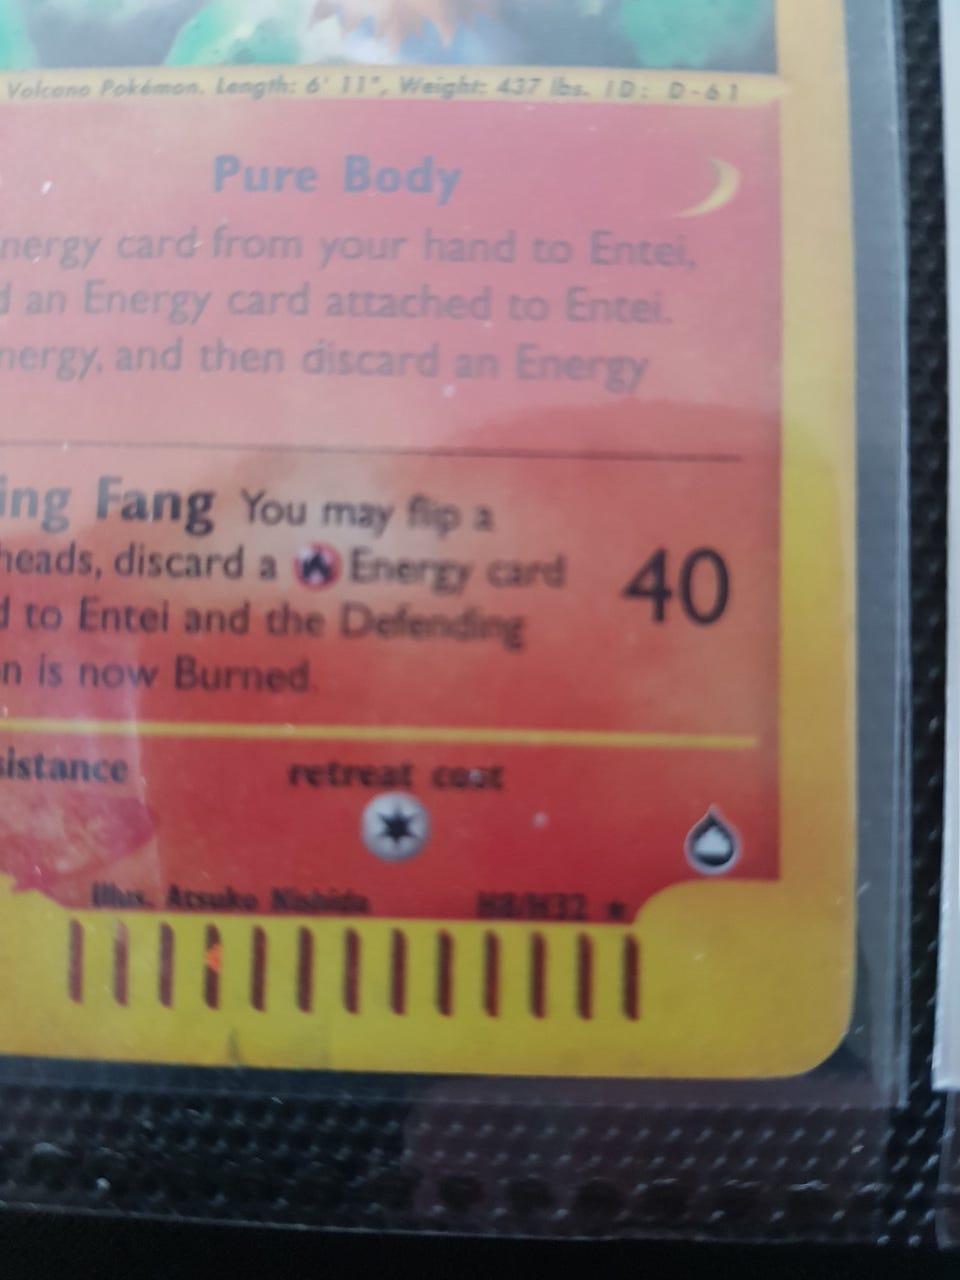 Volcano Pokémon. Length: 6' 11", Weight: 437 lbs. ID: D-61
Pure Body
nergy card from your hand to Entei,
d an Energy card attached to Entei.
nergy, and then discard an Energy
ing Fang You may flip a
heads, discard a Energy card
40
d to Entei and the Defending
n is now Burned.
sistance retreat cost
Illus. Atsuko Nishida H8/H32 ★